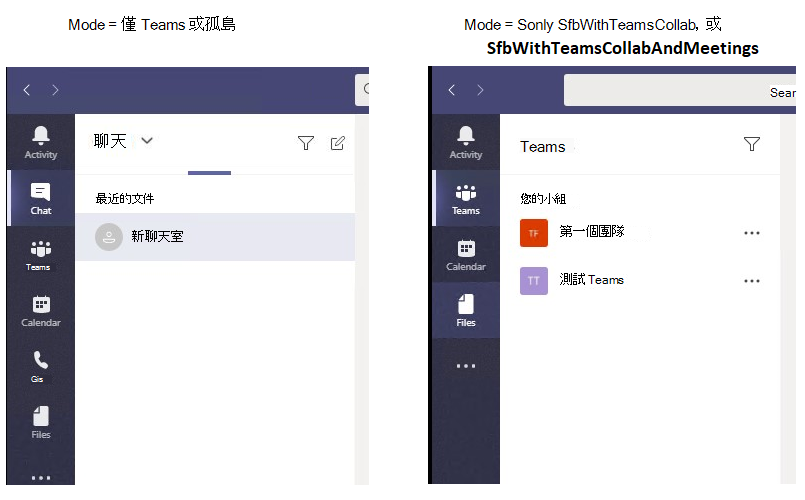 Mode = 僅 Teams 或孤島
Activity
Chat
Teams
Calendar
Gis
Files
聊天
最近的文件
新聊天室
Mode = Sonly SfbWithTeamsCollab, 或
SfbWithTeamsCollabAndMeetings
Sear
Activity
Teams
Calendar
Files
Teams
您的小組
TF 第一個團隊
TT 測試 Teams